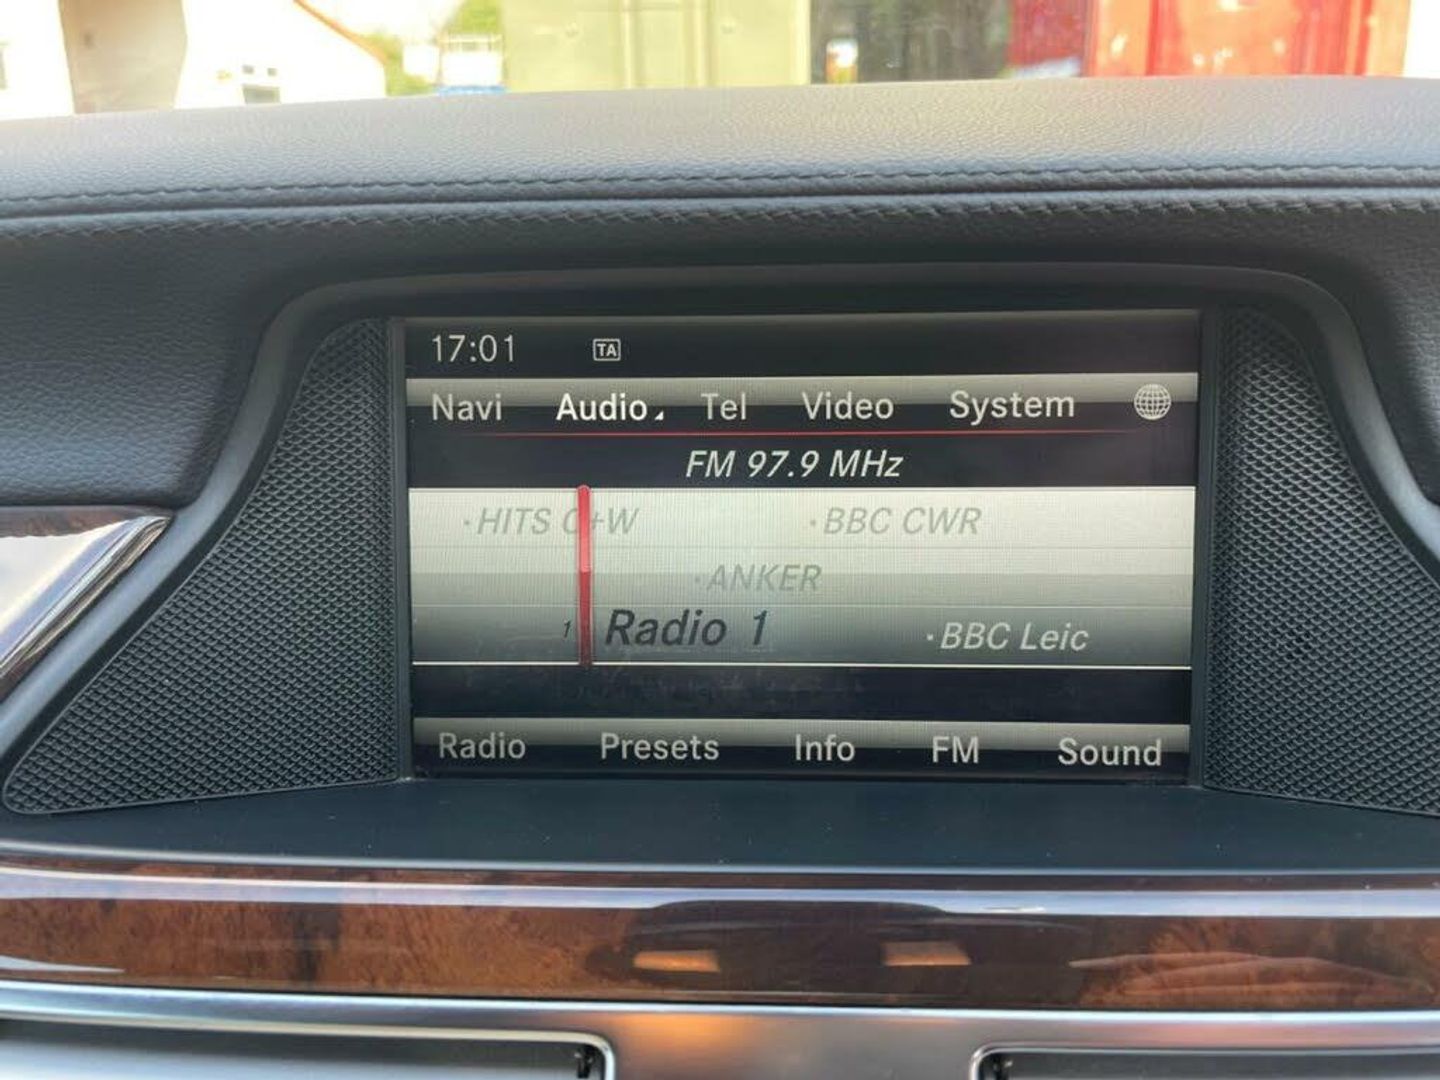 17:01 TA
Navi Audio Tel Video System
FM 97.9 MHz
·HITS C+W ·BBC CWR
·ANKER
1 Radio 1 ·BBC Leic
Radio Presets Info FM Sound